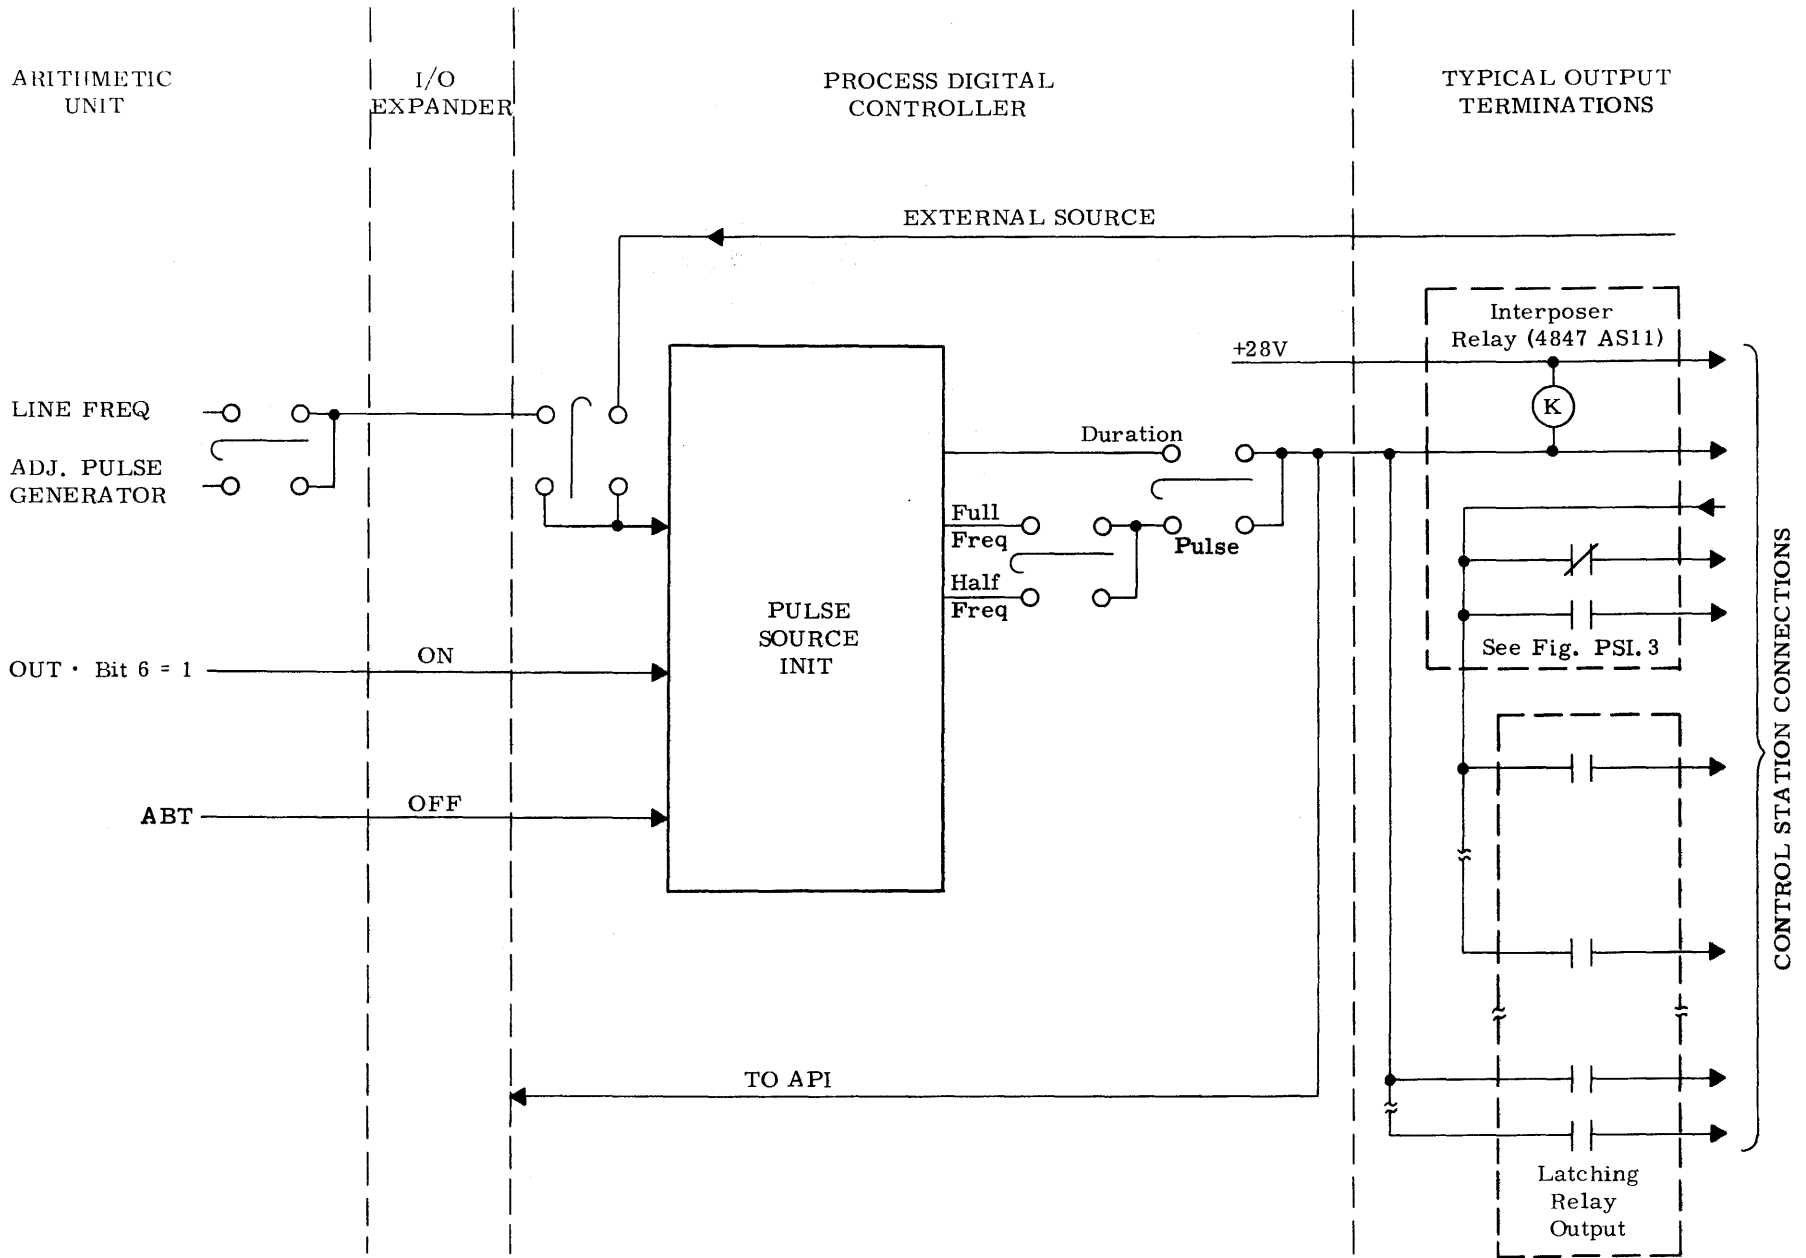 ARITHMETIC
UNIT
I/O
EXPANDER
PROCESS DIGITAL
CONTROLLER
TYPICAL OUTPUT
TERMINATIONS
EXTERNAL SOURCE
Interposer
Relay (4847 AS11)
+28V
K
LINE FREQ
ADJ. PULSE
GENERATOR
Duration
Full
Freq
Pulse
Half
Freq
PULSE
SOURCE
INIT
OUT · Bit 6 = 1
ON
See Fig. PSI.3
ABT
OFF
CONTROL STATION CONNECTIONS
TO API
Latching
Relay
Output